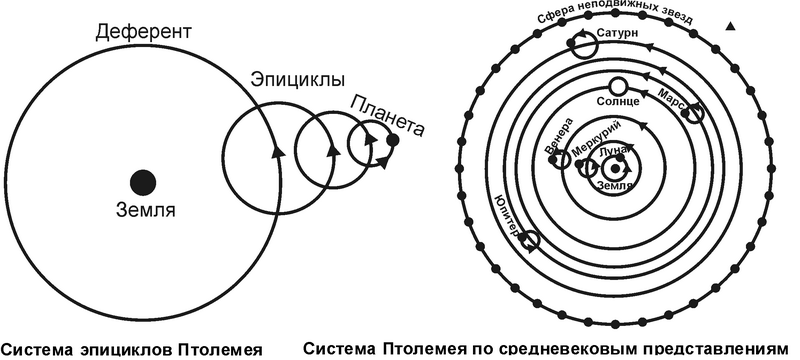 Деферент
Эпициклы
Планета
Земля
Система эпициклов Птолемея
Сфера неподвижных звезд
Сатурн
Марс
Солнце
Венера
Меркурий
Луна
Земля
Юпитер
Система Птолемея по средневековым представлениям